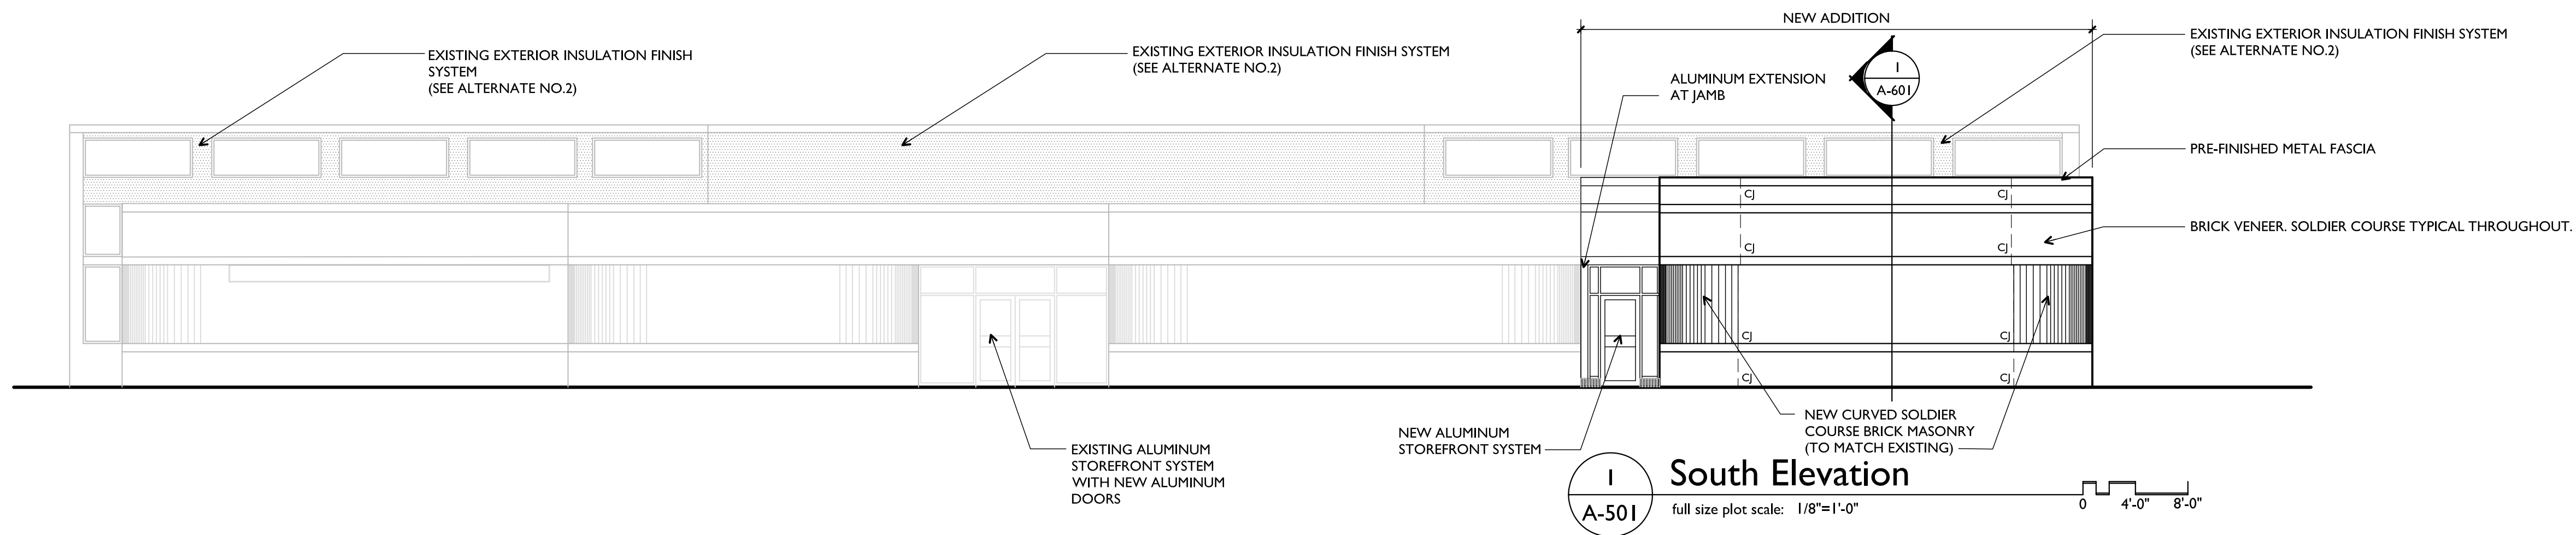 NEW ADDITION
EXISTING EXTERIOR INSULATION FINISH
SYSTEM
(SEE ALTERNATE NO.2)
EXISTING EXTERIOR INSULATION FINISH SYSTEM
(SEE ALTERNATE NO.2)
ALUMINUM EXTENSION
AT JAMB
1
A-601
EXISTING EXTERIOR INSULATION FINISH SYSTEM
(SEE ALTERNATE NO.2)
PRE-FINISHED METAL FASCIA
BRICK VENEER. SOLDIER COURSE TYPICAL THROUGHOUT.
CJ
CJ
CJ
CJ
CJ
CJ
CJ
CJ
EXISTING ALUMINUM
STOREFRONT SYSTEM
WITH NEW ALUMINUM
DOORS
NEW ALUMINUM
STOREFRONT SYSTEM
NEW CURVED SOLDIER
COURSE BRICK MASONRY
(TO MATCH EXISTING)
1
A-501
South Elevation
full size plot scale: 1/8"=1'-0"
0 4'-0" 8'-0"